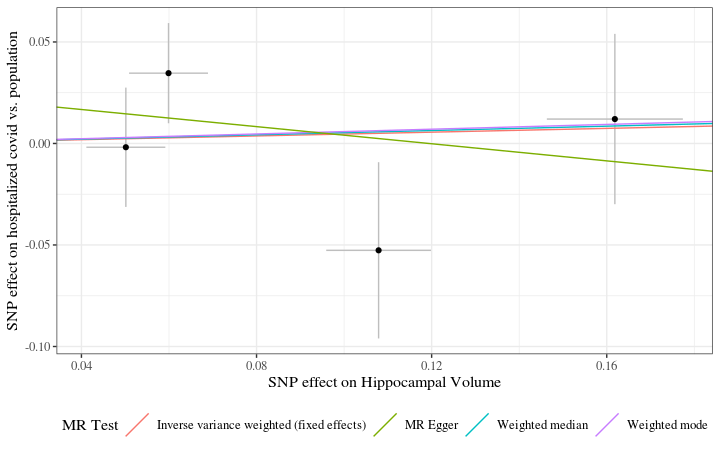 SNP effect on hospitalized covid vs. population
0.05
0.00
-0.05
-0.10
0.04
0.08
0.12
0.16
SNP effect on Hippocampal Volume
MR Test
Inverse variance weighted (fixed effects)
MR Egger
Weighted median
Weighted mode